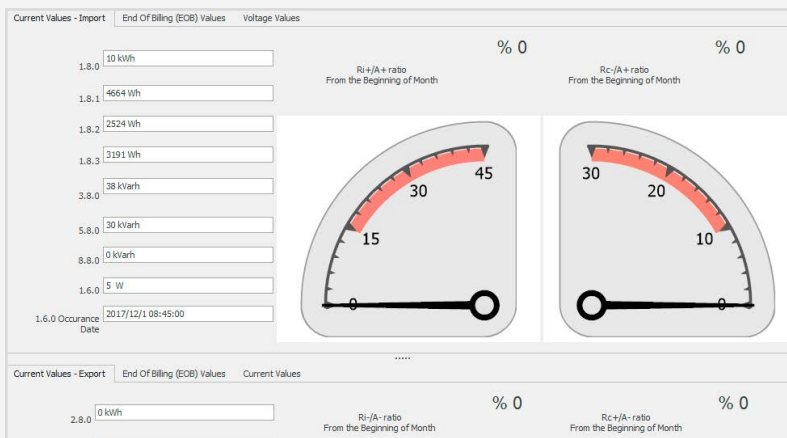 Current Values - Import End Of Billing (EOB) Values Voltage Values
% 0 % 0
1.8.0 10 kWh
Ri+/A+ ratio
From the Beginning of Month
Rc-/A+ ratio
From the Beginning of Month
1.8.1 4664 Wh
1.8.2 2524 Wh
1.8.3 3191 Wh
3.8.0 38 kVarh
5.8.0 30 kVarh
8.8.0 0 kVarh
1.6.0 5 W
1.6.0 Occurance
Date
2017/12/1 08:45:00
45
30
15
0
30
20
10
0
.....
Current Values - Export End Of Billing (EOB) Values Current Values
% 0 % 0
2.8.0 0 kWh
Ri-/A- ratio
From the Beginning of Month
Rc+/A- ratio
From the Beginning of Month